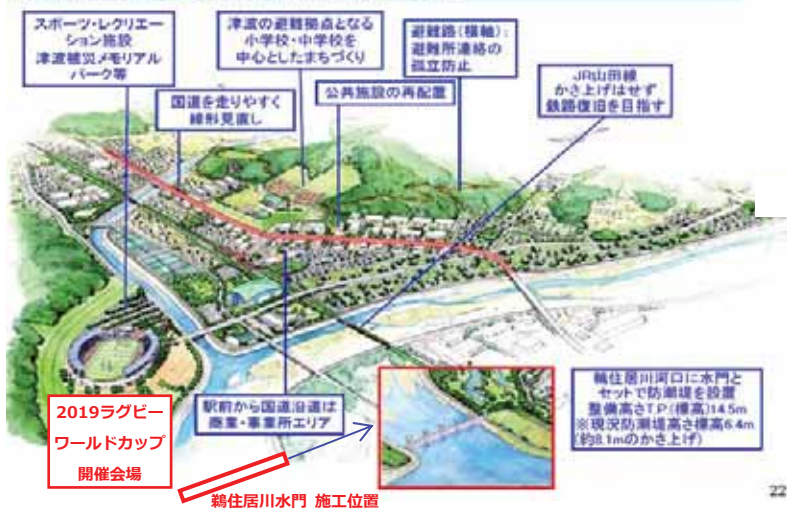 スポーツ・レクリエー
ション施設
津波被災メモリアル
パーク等
津波の避難拠点となる
小学校・中学校を
中心としたまちづくり
避難路(横軸):
避難所連絡の
孤立防止
国道を走りやすく
線形見直し
公共施設の再配置
JR山田線
かさ上げはせず
鉄路復旧を目指す
2019ラグビー
ワールドカップ
開催会場
駅前から国道沿道は
商業・事業所エリア
鵜住居川河口に水門と
セットで防潮堤を設置
整備高さT.P(標高)14.5m
※現況防潮堤高さ標高6.4m
(約8.1mのかさ上げ)
鵜住居川水門 施工位置
22